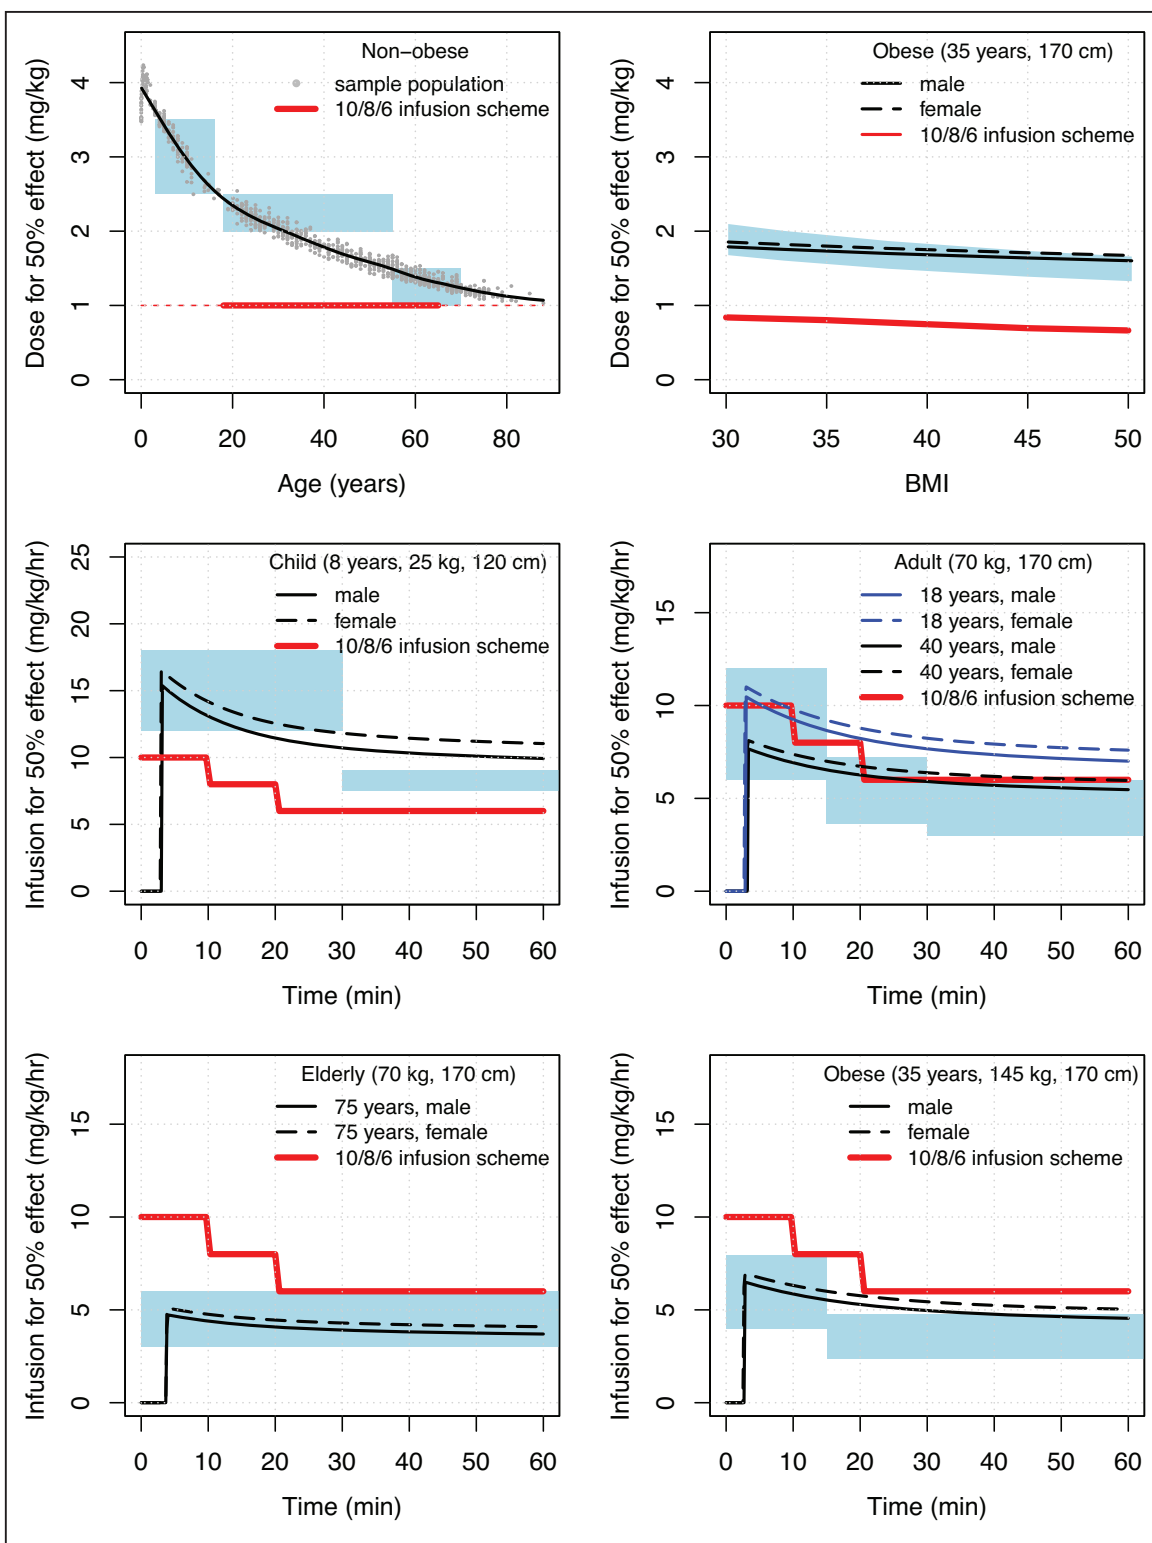 Non−obese
sample population
10/8/6 infusion scheme
Dose for 50% effect (mg/kg)
4
3
2
1
0
0 20 40 60 80
Age (years)
Obese (35 years, 170 cm)
male
female
10/8/6 infusion scheme
Dose for 50% effect (mg/kg)
4
3
2
1
0
30 35 40 45 50
BMI
Child (8 years, 25 kg, 120 cm)
male
female
10/8/6 infusion scheme
Infusion for 50% effect (mg/kg/hr)
25
20
15
10
5
0
0 10 20 30 40 50 60
Time (min)
Adult (70 kg, 170 cm)
18 years, male
18 years, female
40 years, male
40 years, female
10/8/6 infusion scheme
Infusion for 50% effect (mg/kg/hr)
15
10
5
0
0 10 20 30 40 50 60
Time (min)
Elderly (70 kg, 170 cm)
75 years, male
75 years, female
10/8/6 infusion scheme
Infusion for 50% effect (mg/kg/hr)
15
10
5
0
0 10 20 30 40 50 60
Time (min)
Obese (35 years, 145 kg, 170 cm)
male
female
10/8/6 infusion scheme
Infusion for 50% effect (mg/kg/hr)
15
10
5
0
0 10 20 30 40 50 60
Time (min)